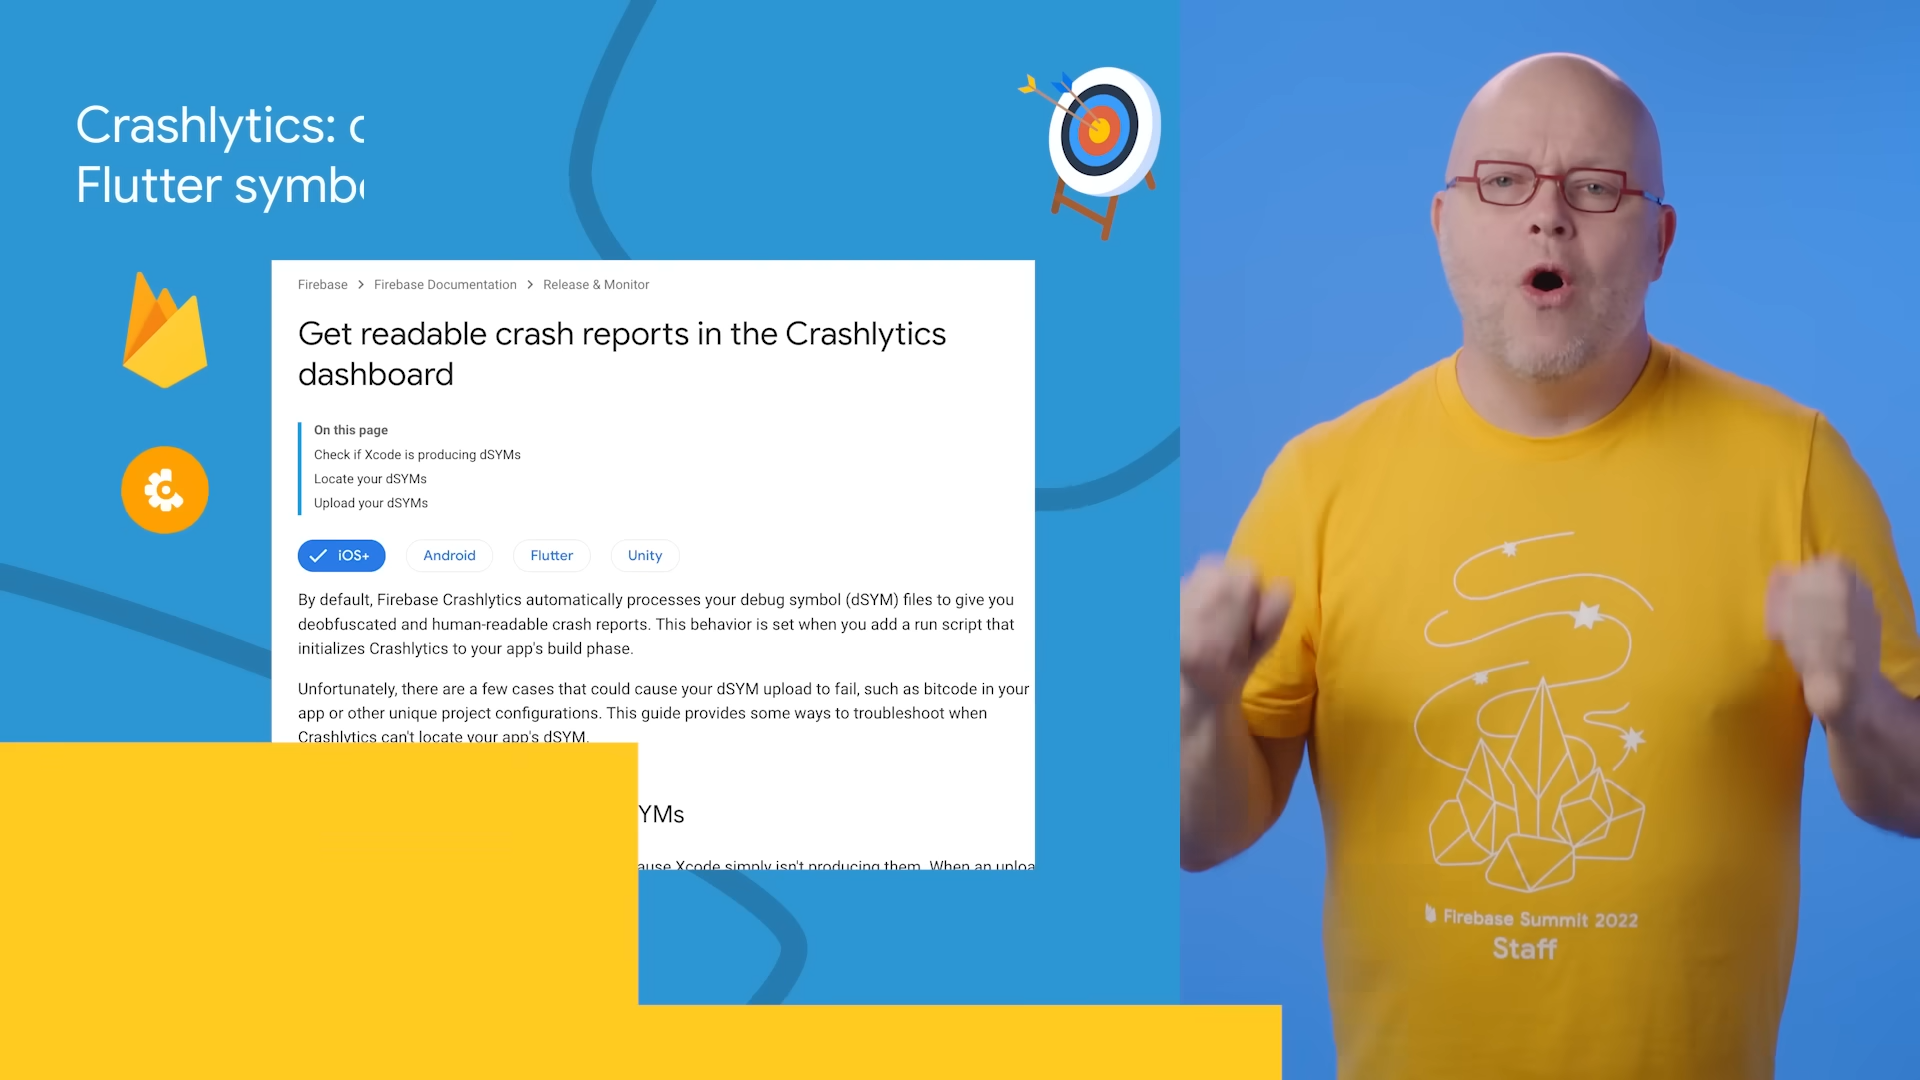 Crashlytics:
Flutter
Firebase > Firebase Documentation > Release & Monitor
Get readable crash reports in the Crashlytics
dashboard
On this page
Check if Xcode is producing dSYMs
Locate your dSYMs
Upload your dSYMs
iOS+ Android Flutter Unity
By default, Firebase Crashlytics automatically processes your debug symbol (dSYM) files to give you
deobfuscated and human-readable crash reports. This behavior is set when you add a run script that
initializes Crashlytics to your app's build phase.
Unfortunately, there are a few cases that could cause your dSYM upload to fail, such as bitcode in your
app or other unique project configurations. This guide provides some ways to troubleshoot when
Crashlytics can't locate your app's dSYM.
YMs
Xcode simply isn't producing them. When an
Firebase Summit 2022
Staff